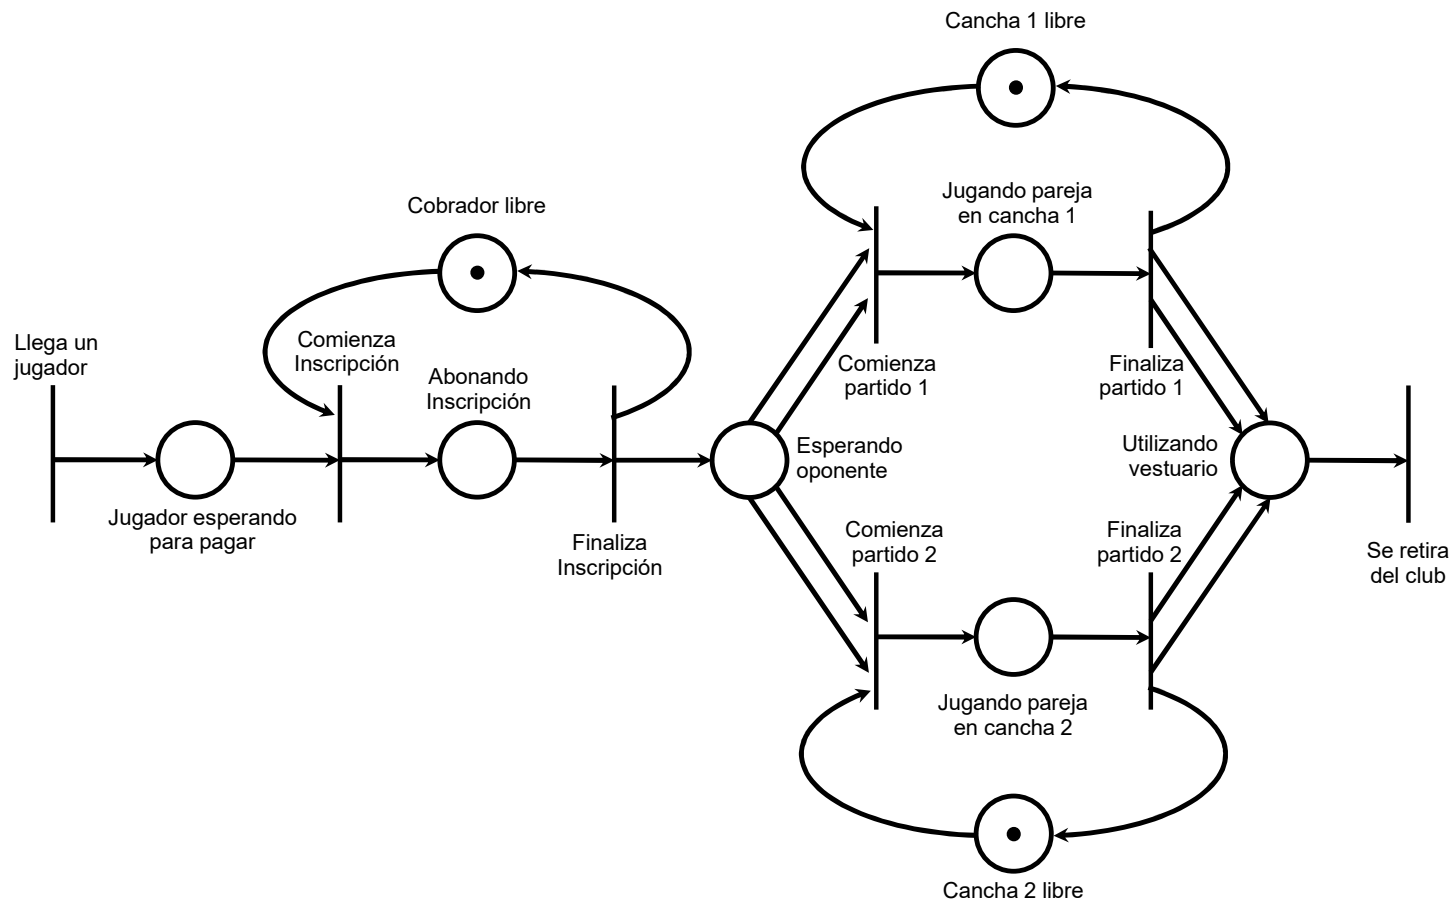 Cancha 1 libre
Jugando pareja
en cancha 1
Cobrador libre
Llega un
jugador
Comienza
Inscripción
Abonando
Inscripción
Comienza
partido 1
Finaliza
partido 1
Esperando
oponente
Utilizando
vestuario
Jugador esperando
para pagar
Finaliza
Inscripción
Comienza
partido 2
Finaliza
partido 2
Se retira
del club
Jugando pareja
en cancha 2
Cancha 2 libre